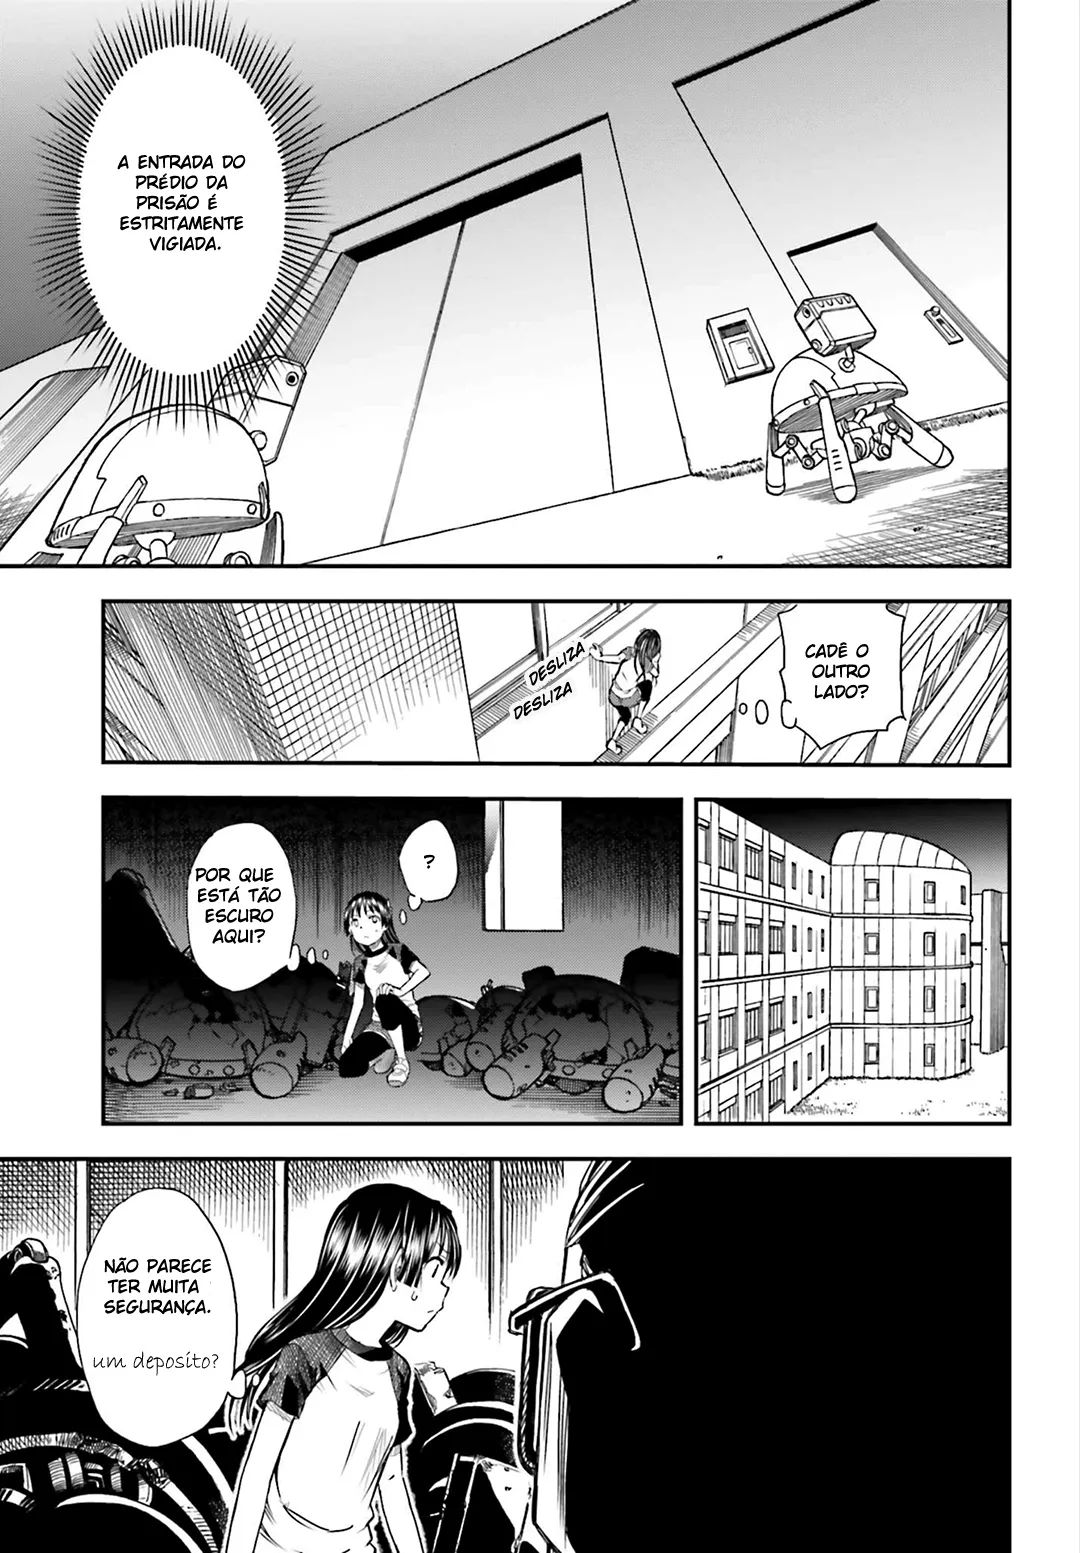 A ENTRADA DO
PRÉDIO DA
PRISÃO É
ESTRITAMENTE
VIGIADA.
CADÊ O
OUTRO
LADO?
DESLIZA
DESLIZA
?
POR QUE
ESTÁ TÃO
ESCURO
AQUI?
NÃO PARECE
TER MUITA
SEGURANÇA.
um deposíto?